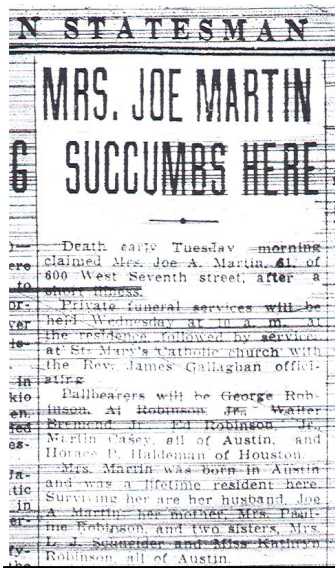 N STATESMAN
MRS. JOE MARTIN
G SUCCUMBS HERE
Death early Tuesday morning
claimed Mrs. Joe A. Martin, 61, of
600 West Seventh street, after a
short illness.
Private funeral services will be
held Wednesday at 10 a. m. at
the residence followed by services
at St. Mary's Catholic church with
the Rev. James Gallaghan offici-
ating.
Pallbearers will be George Rob-
inson, Al Robinson, Jr., Walter
Bremond, Jr., Ed Robinson, Jr.,
Martin Casey, all of Austin, and
Horace P. Haldeman of Houston.
Mrs. Martin was born in Austin
and was a lifetime resident here.
Surviving her are her husband, Joe
A. Martin; her mother, Mrs. Paul-
ine Robinson, and two sisters, Mrs.
L. J. Schneider and Miss Kathryn
Robinson, all of Austin.